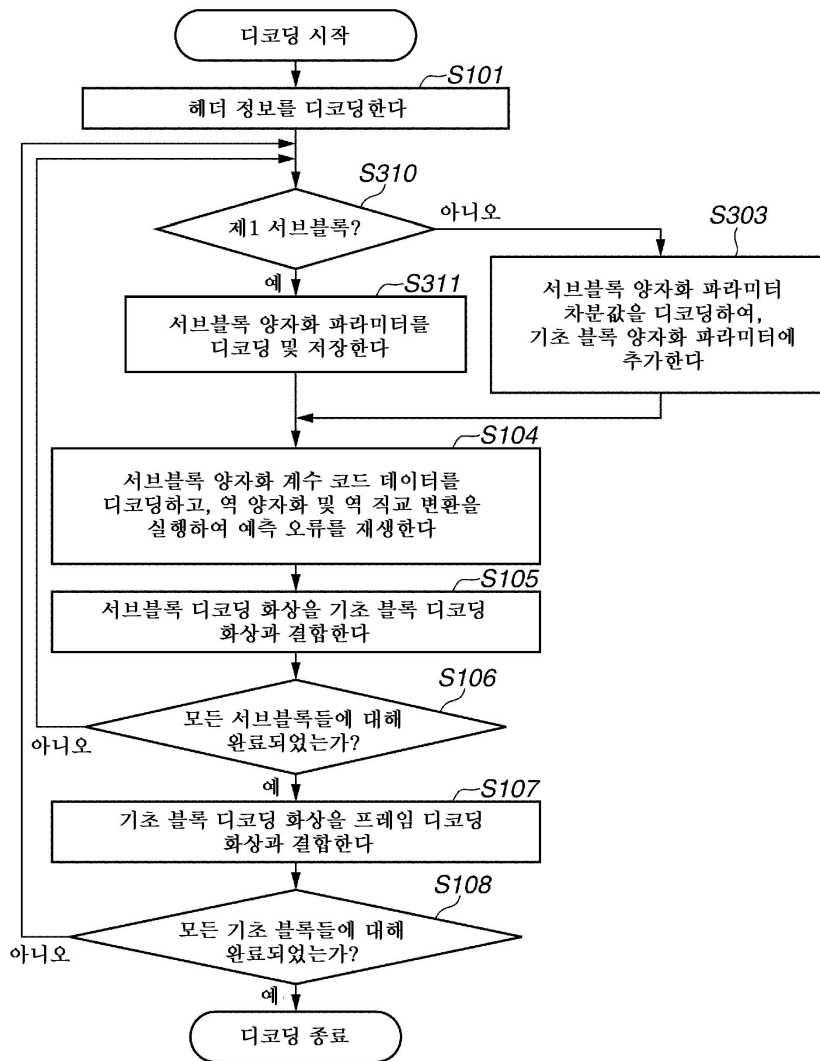 디코딩 시작
S101
헤더 정보를 디코딩한다
S310
제1 서브블록?
아니오
예
S303
서브블록 양자화 파라미터
차분값을 디코딩하여,
기초 블록 양자화 파라미터에
추가한다
S311
서브블록 양자화 파라미터를
디코딩 및 저장한다
S104
서브블록 양자화 계수 코드 데이터를
디코딩하고, 역 양자화 및 역 직교 변환을
실행하여 예측 오류를 재생한다
S105
서브블록 디코딩 화상을 기초 블록 디코딩
화상과 결합한다
S106
모든 서브블록들에 대해
완료되었는가?
아니오
예
S107
기초 블록 디코딩 화상을 프레임 디코딩
화상과 결합한다
S108
모든 기초 블록들에 대해
완료되었는가?
아니오
예
디코딩 종료